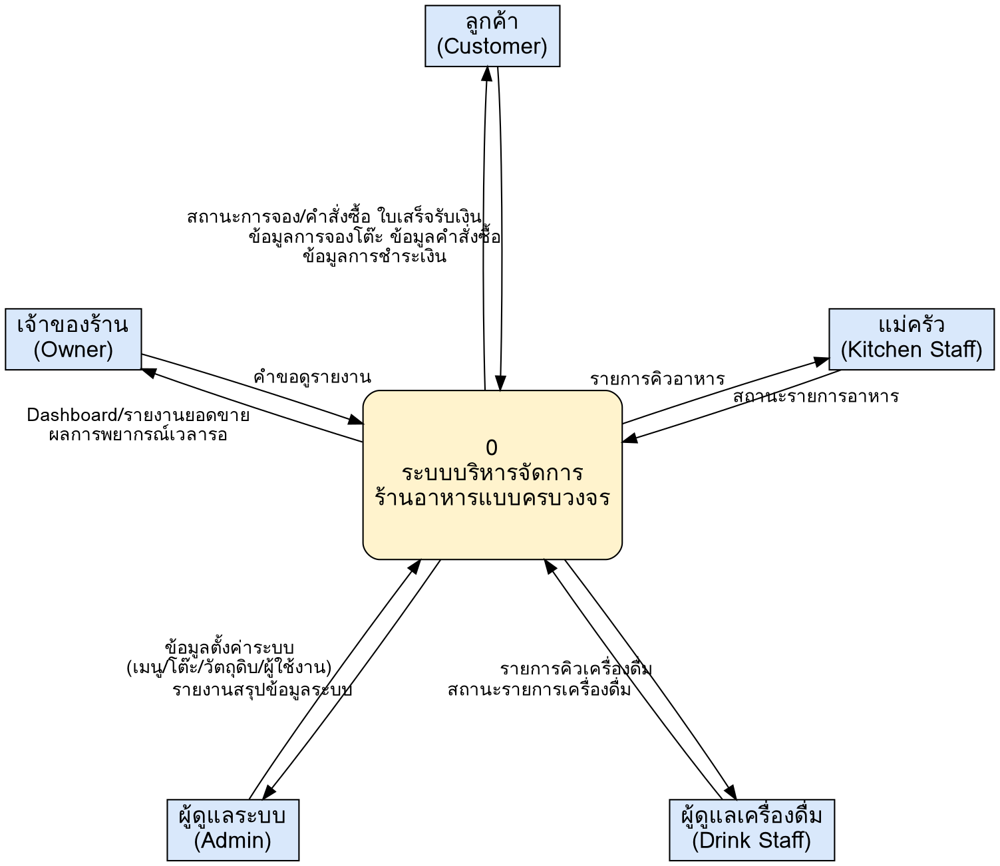 ลูกค้า
(Customer)
สถานะการจอง/คำสั่งซื้อ ใบเสร็จรับเงิน
ข้อมูลการจองโต๊ะ ข้อมูลคำสั่งซื้อ
ข้อมูลการชำระเงิน
เจ้าของร้าน
(Owner)
แม่ครัว
(Kitchen Staff)
คำขอดูรายงาน
รายการคิวอาหาร
สถานะรายการอาหาร
Dashboard/รายงานยอดขาย
ผลการพยากรณ์เวลารอ
0
ระบบบริหารจัดการ
ร้านอาหารแบบครบวงจร
ข้อมูลตั้งค่าระบบ
(เมนู/โต๊ะ/วัตถุดิบ/ผู้ใช้งาน)
รายงานสรุปข้อมูลระบบ
รายการคิวเครื่องดื่ม
สถานะรายการเครื่องดื่ม
ผู้ดูแลระบบ
(Admin)
ผู้ดูแลเครื่องดื่ม
(Drink Staff)